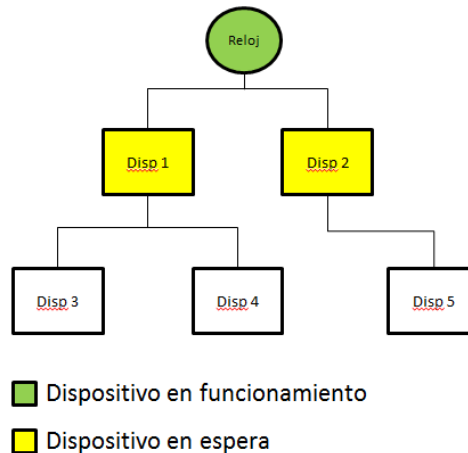 Reloj
Disp 1
Disp 2
Disp 3
Disp 4
Disp 5
Dispositivo en funcionamiento
Dispositivo en espera